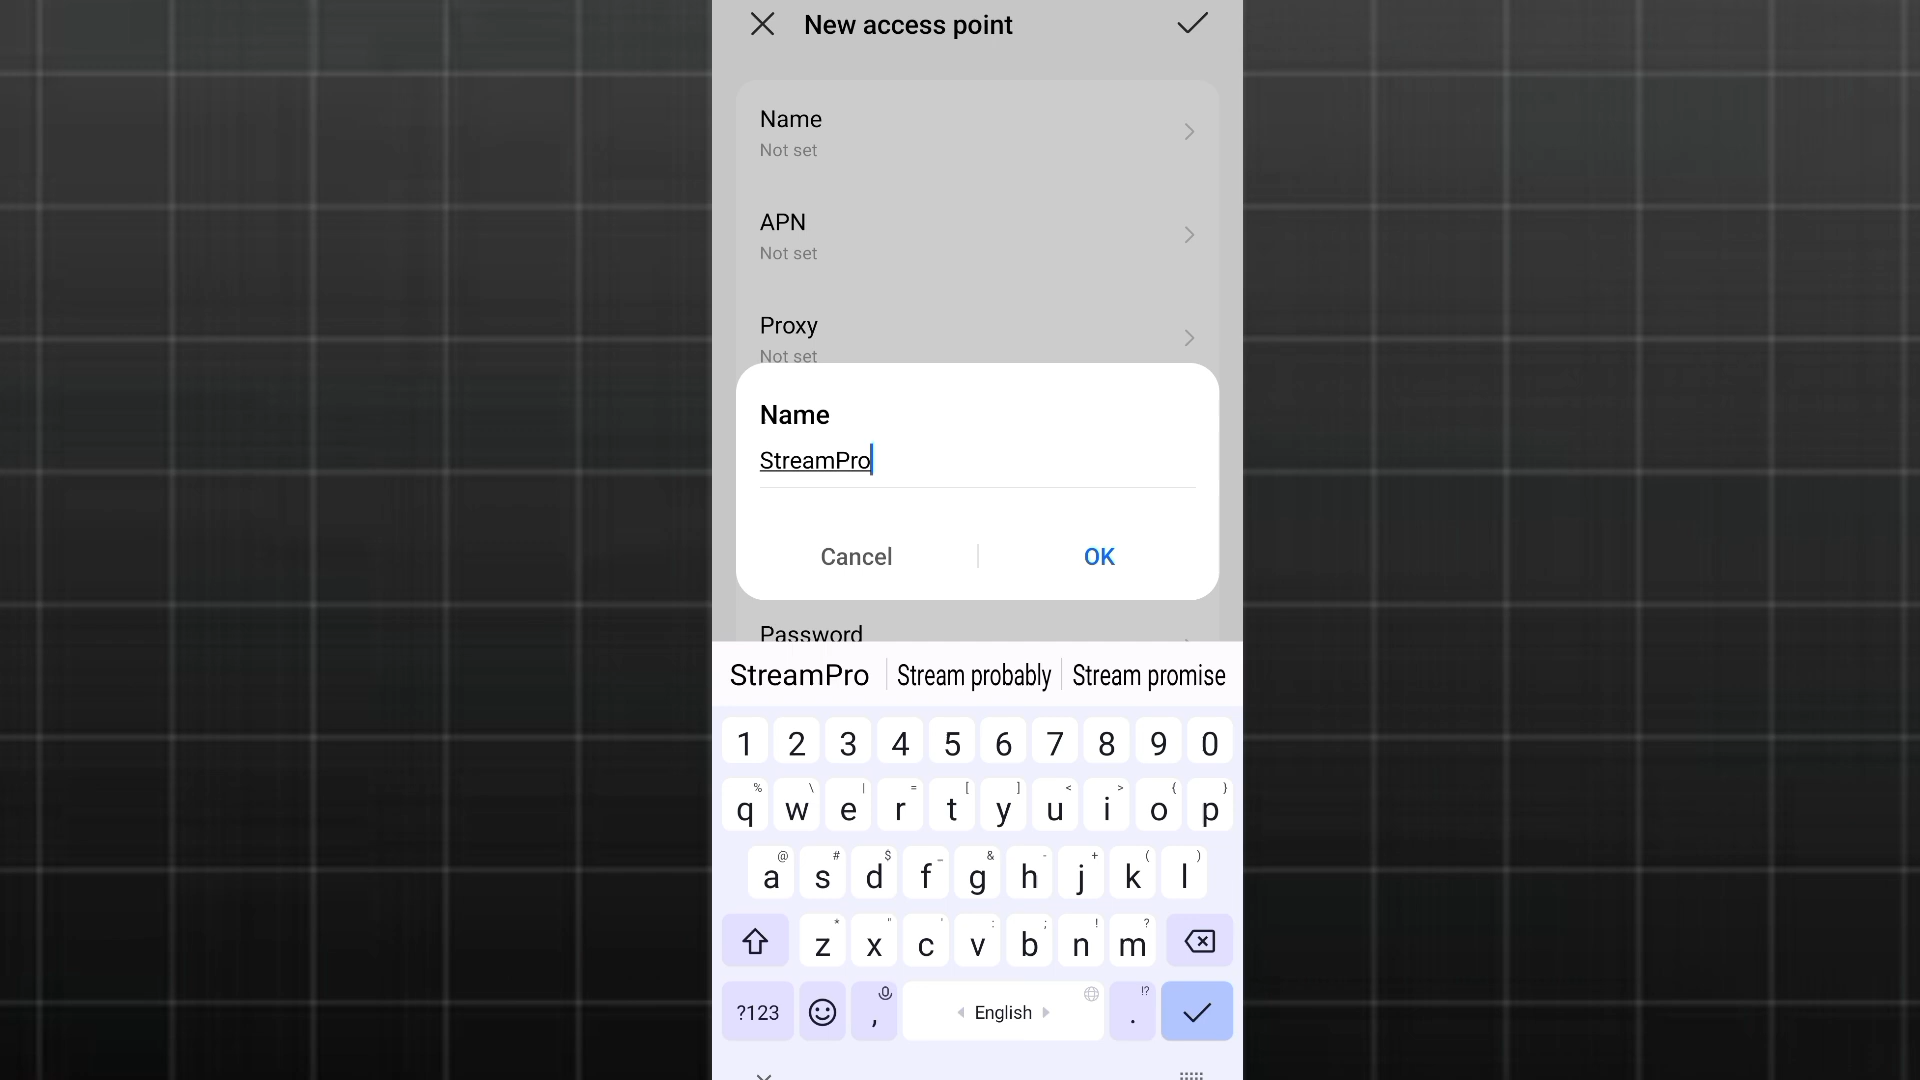 New access point
Name
Not set
APN
Not set
Proxy
Not set
Name
StreamPro
Cancel
OK
Password
StreamPro
Stream probably
Stream promise
1 2 3 4 5 6 7 8 9 0
% \ | = [ ] < > { }
q w e r t y u i o p
@ # $ _ & - + ( )
a s d f g h j k l
* " ' : ; ! ?
z x c v b n m
!?
?123 , English .